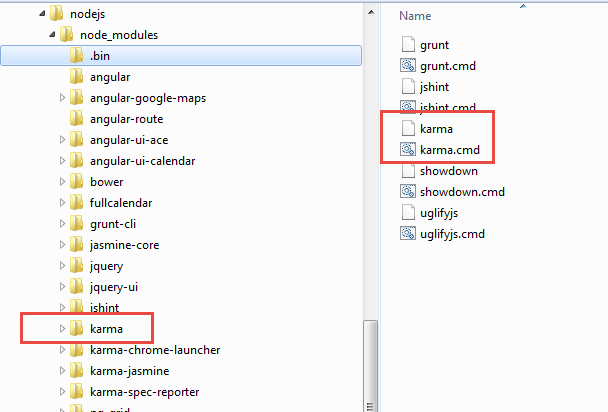 nodejs
node_modules
.bin
angular
angular-google-maps
angular-route
angular-ui-ace
angular-ui-calendar
bower
fullcalendar
grunt-cli
jasmine-core
jquery
jquery-ui
jshint
karma
karma-chrome-launcher
karma-jasmine
karma-spec-reporter
ng-grid
Name
grunt
grunt.cmd
jshint
jshint.cmd
karma
karma.cmd
showdown
showdown.cmd
uglifyjs
uglifyjs.cmd